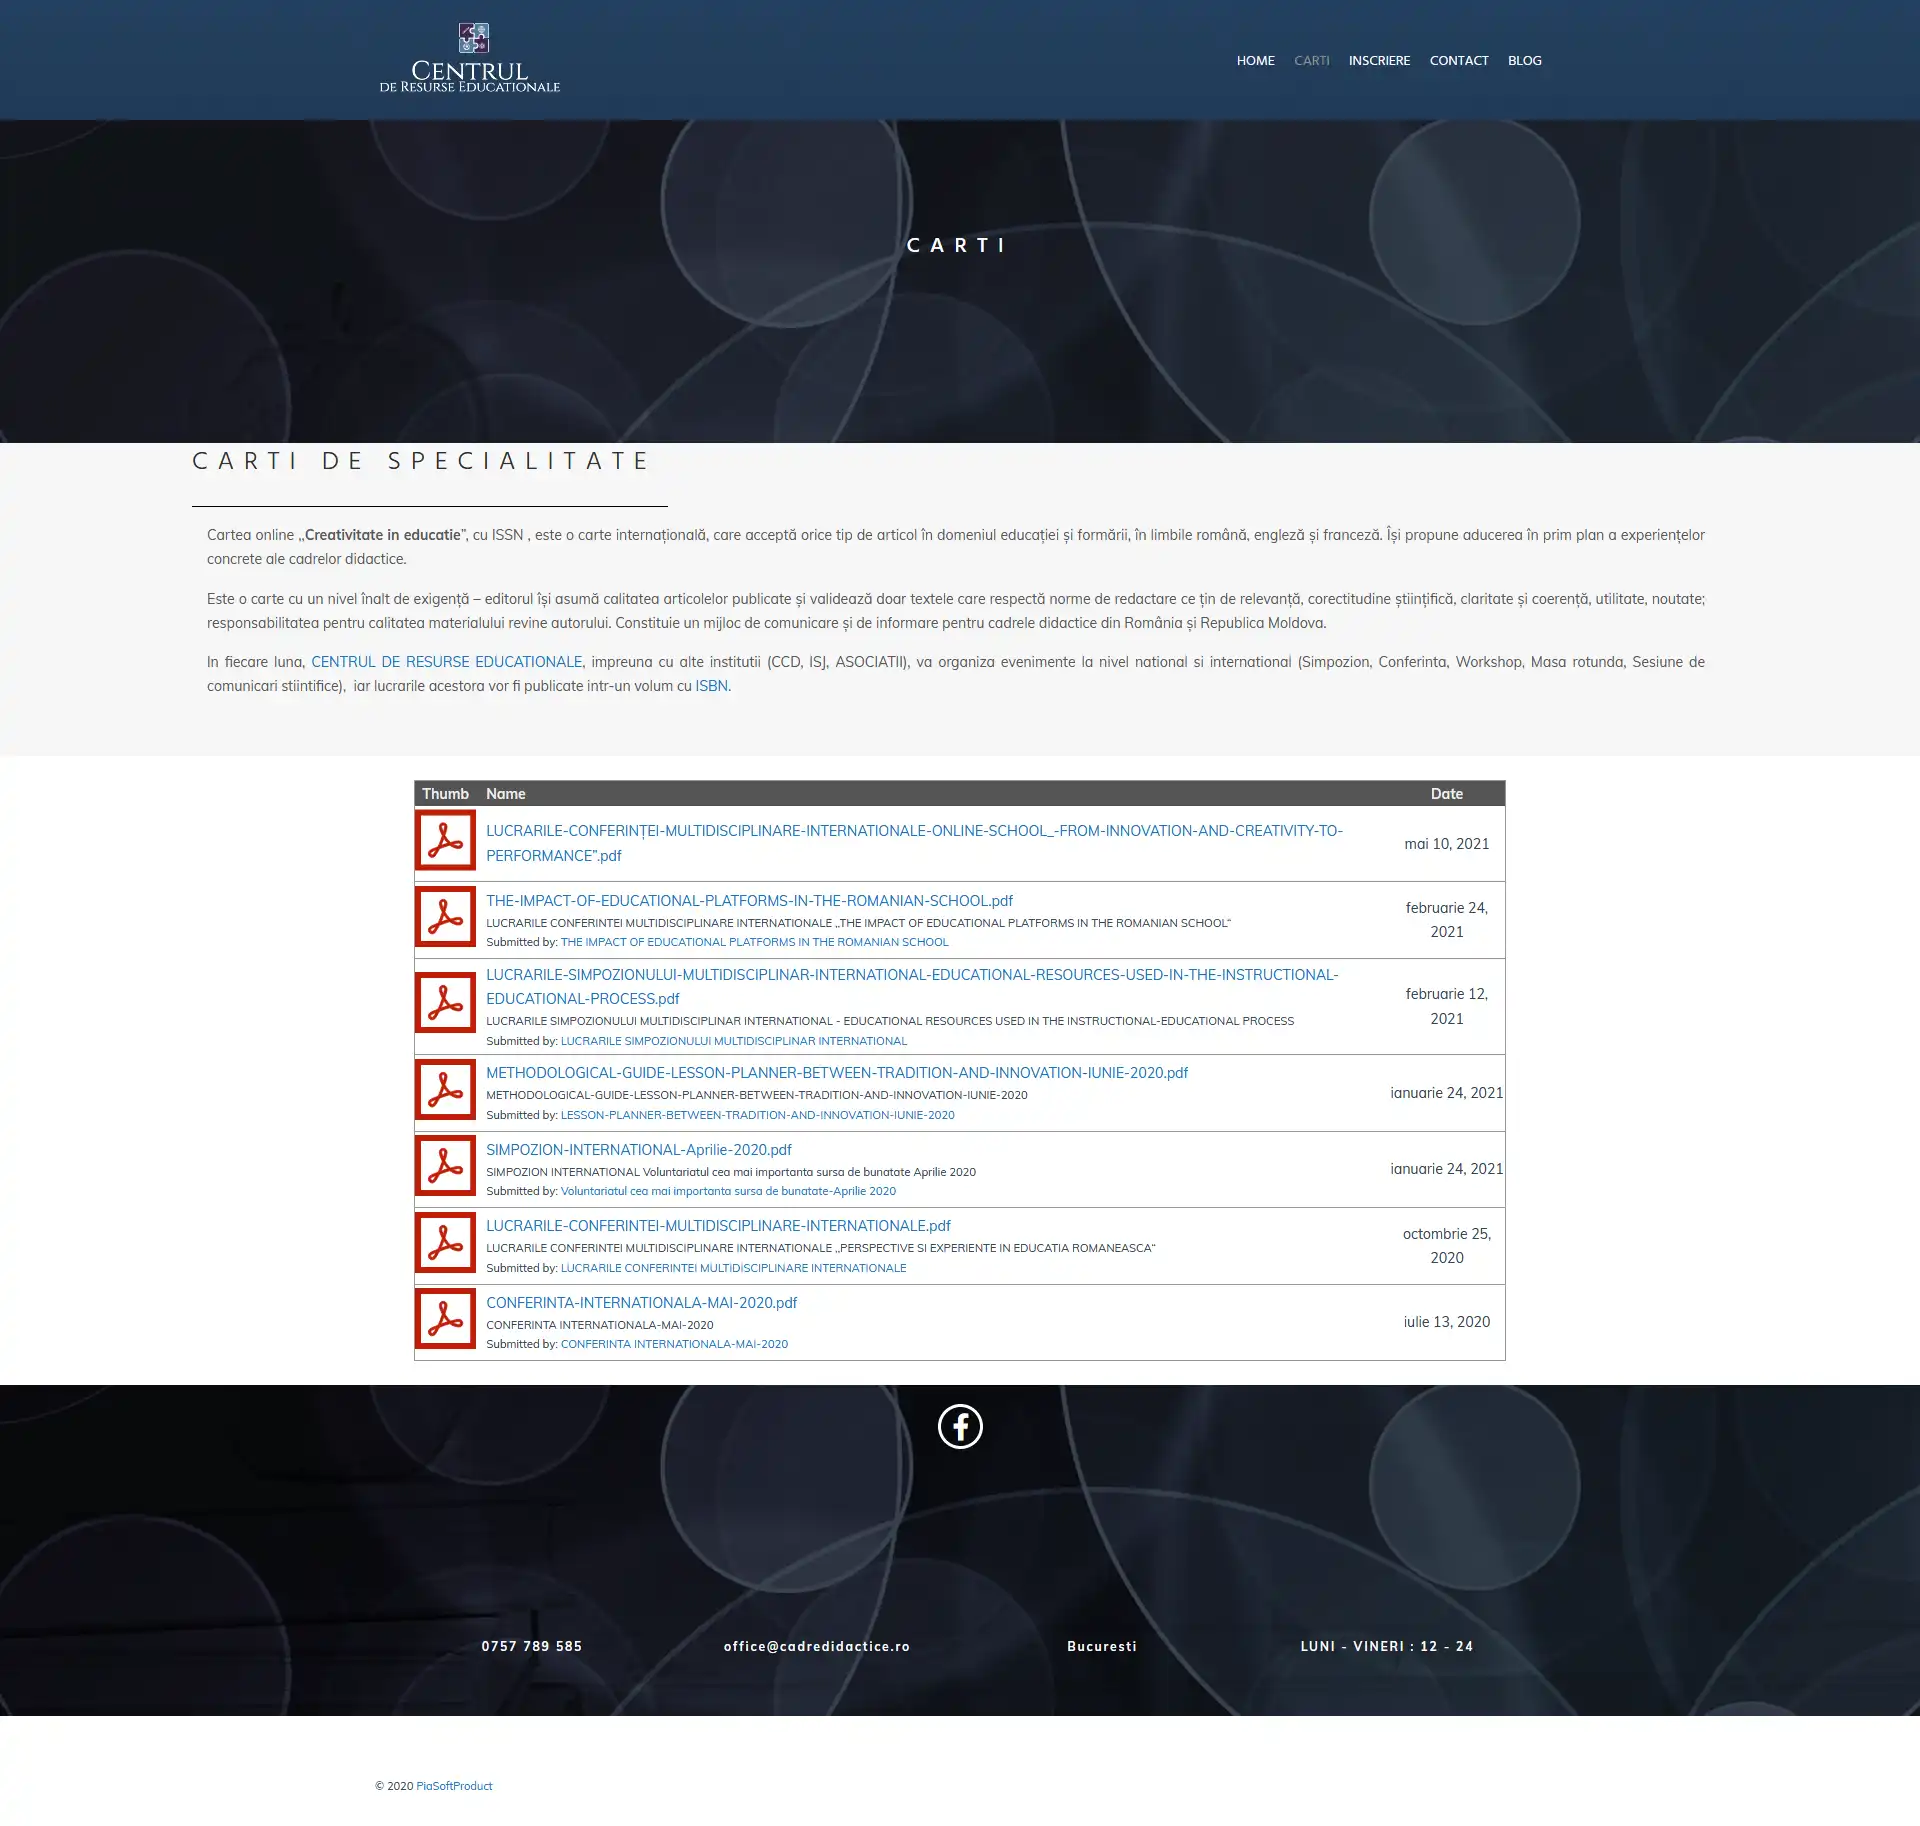 CENTRUL
DE RESURSE EDUCATIONALE
HOME CARTI INSCRIERE CONTACT BLOG
CARTI
CARTI DE SPECIALITATE
Cartea online „Creativitate in educatie”, cu ISSN , este o carte internațională, care acceptă orice tip de articol în domeniul educației și formării, în limbile română, engleză și franceză. Își propune aducerea în prim plan a experiențelor
concrete ale cadrelor didactice.
Este o carte cu un nivel înalt de exigență – editorul își asumă calitatea articolelor publicate și validează doar textele care respectă norme de redactare ce țin de relevanță, corectitudine științifică, claritate și coerență, utilitate, noutate;
responsabilitatea pentru calitatea materialului revine autorului. Constituie un mijloc de comunicare și de informare pentru cadrele didactice din România și Republica Moldova.
In fiecare luna, CENTRUL DE RESURSE EDUCATIONALE, impreuna cu alte institutii (CCD, ISJ, ASOCIATII), va organiza evenimente la nivel national si international (Simpozion, Conferinta, Workshop, Masa rotunda, Sesiune de
comunicari stiintifice), iar lucrarile acestora vor fi publicate intr-un volum cu ISBN.
Thumb Name Date
LUCRARILE-CONFERINȚEI-MULTIDISCIPLINARE-INTERNATIONALE-ONLINE-SCHOOL_-FROM-INNOVATION-AND-CREATIVITY-TO-
PERFORMANCE”.pdf
mai 10, 2021
THE-IMPACT-OF-EDUCATIONAL-PLATFORMS-IN-THE-ROMANIAN-SCHOOL.pdf
LUCRARILE CONFERINTEI MULTIDISCIPLINARE INTERNATIONALE „THE IMPACT OF EDUCATIONAL PLATFORMS IN THE ROMANIAN SCHOOL“
Submitted by: THE IMPACT OF EDUCATIONAL PLATFORMS IN THE ROMANIAN SCHOOL
februarie 24,
2021
LUCRARILE-SIMPOZIONULUI-MULTIDISCIPLINAR-INTERNATIONAL-EDUCATIONAL-RESOURCES-USED-IN-THE-INSTRUCTIONAL-
EDUCATIONAL-PROCESS.pdf
LUCRARILE SIMPOZIONULUI MULTIDISCIPLINAR INTERNATIONAL - EDUCATIONAL RESOURCES USED IN THE INSTRUCTIONAL-EDUCATIONAL PROCESS
Submitted by: LUCRARILE SIMPOZIONULUI MULTIDISCIPLINAR INTERNATIONAL
februarie 12,
2021
METHODOLOGICAL-GUIDE-LESSON-PLANNER-BETWEEN-TRADITION-AND-INNOVATION-IUNIE-2020.pdf
METHODOLOGICAL-GUIDE-LESSON-PLANNER-BETWEEN-TRADITION-AND-INNOVATION-IUNIE-2020
Submitted by: LESSON-PLANNER-BETWEEN-TRADITION-AND-INNOVATION-IUNIE-2020
ianuarie 24, 2021
SIMPOZION-INTERNATIONAL-Aprilie-2020.pdf
SIMPOZION INTERNATIONAL Voluntariatul cea mai importanta sursa de bunatate Aprilie 2020
Submitted by: Voluntariatul cea mai importanta sursa de bunatate-Aprilie 2020
ianuarie 24, 2021
LUCRARILE-CONFERINTEI-MULTIDISCIPLINARE-INTERNATIONALE.pdf
LUCRARILE CONFERINTEI MULTIDISCIPLINARE INTERNATIONALE „PERSPECTIVE SI EXPERIENTE IN EDUCATIA ROMANEASCA“
Submitted by: LUCRARILE CONFERINTEI MULTIDISCIPLINARE INTERNATIONALE
octombrie 25,
2020
CONFERINTA-INTERNATIONALA-MAI-2020.pdf
CONFERINTA INTERNATIONALA-MAI-2020
Submitted by: CONFERINTA INTERNATIONALA-MAI-2020
iulie 13, 2020
0757 789 585 office@cadredidactice.ro Bucuresti LUNI - VINERI : 12 - 24
© 2020 PiaSoftProduct